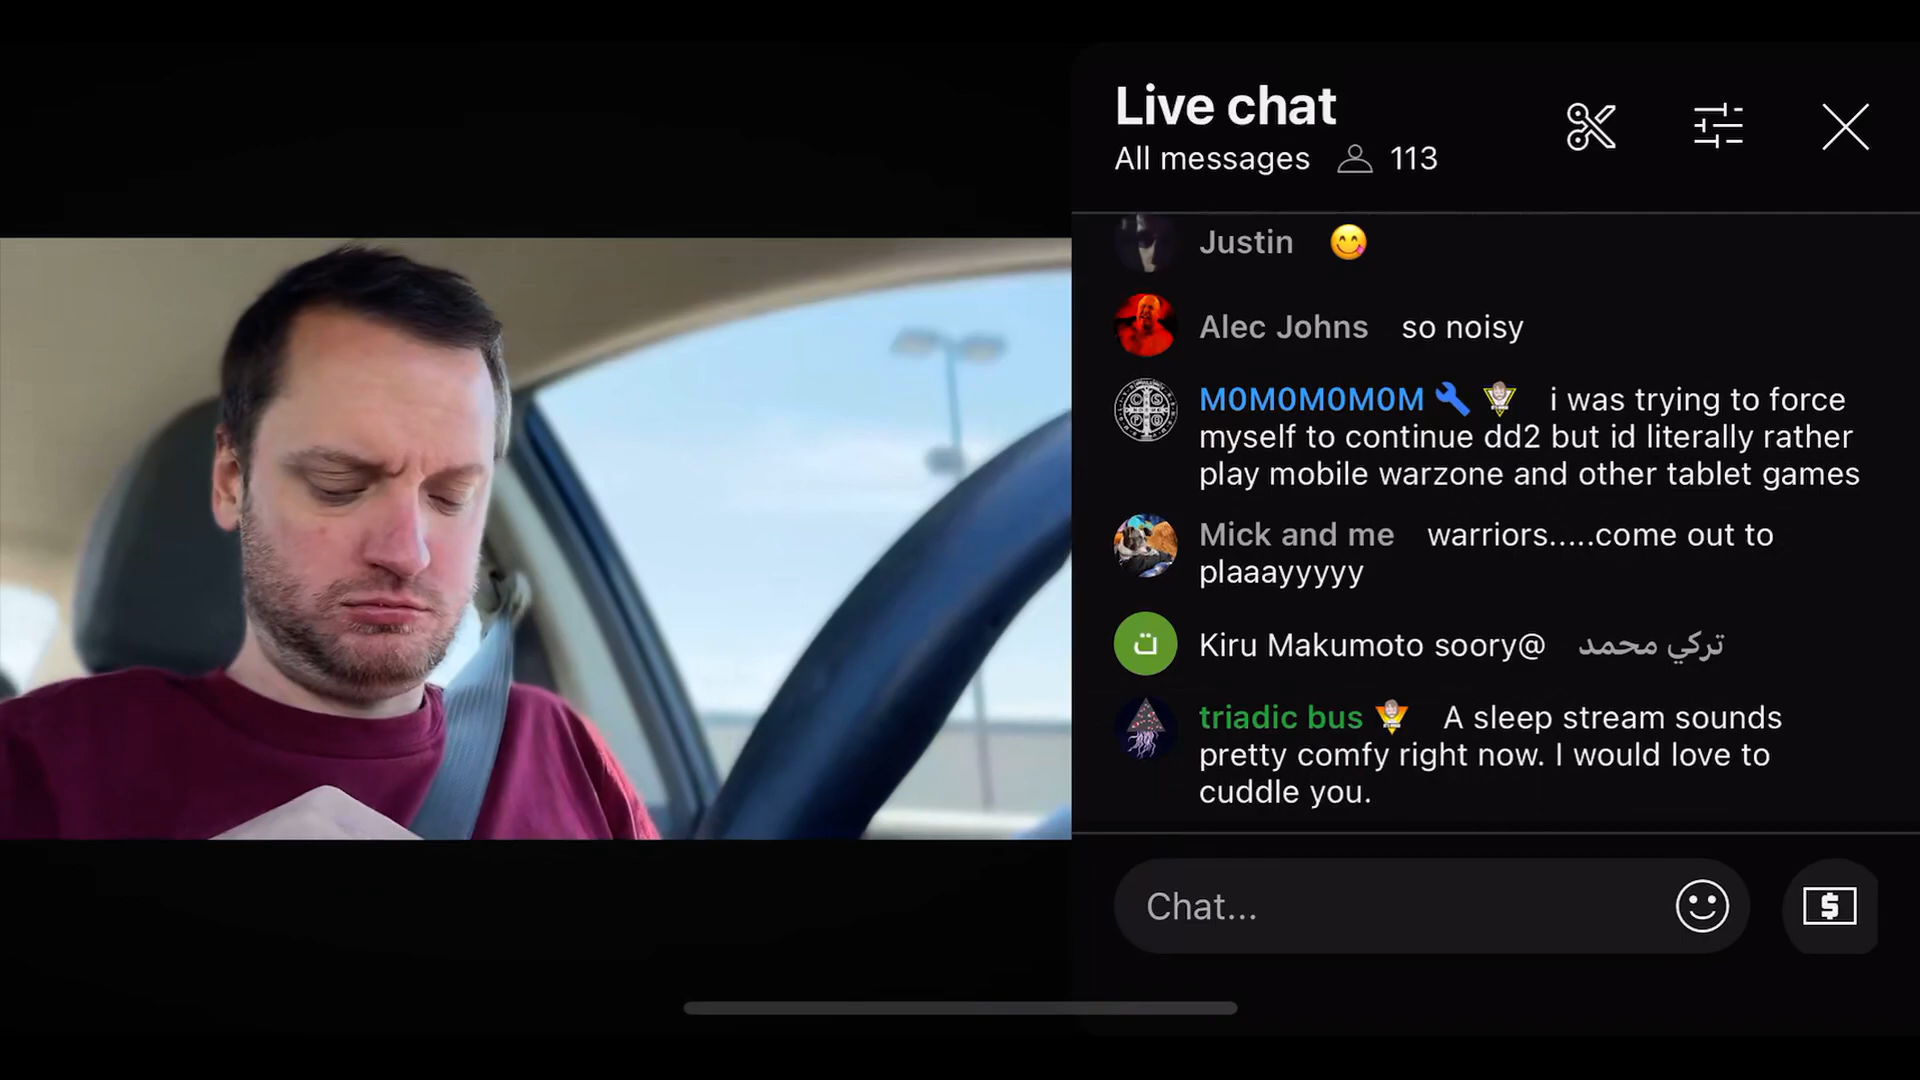 Live chat
All messages 113
Justin 😋
Alec Johns so noisy
M0M0M0M0M i was trying to force
myself to continue dd2 but id literally rather
play mobile warzone and other tablet games
Mick and me warriors.....come out to
plaaayyyyy
ت
Kiru Makumoto soory@ تركي محمد
triadic bus A sleep stream sounds
pretty comfy right now. I would love to
cuddle you.
Chat...
$